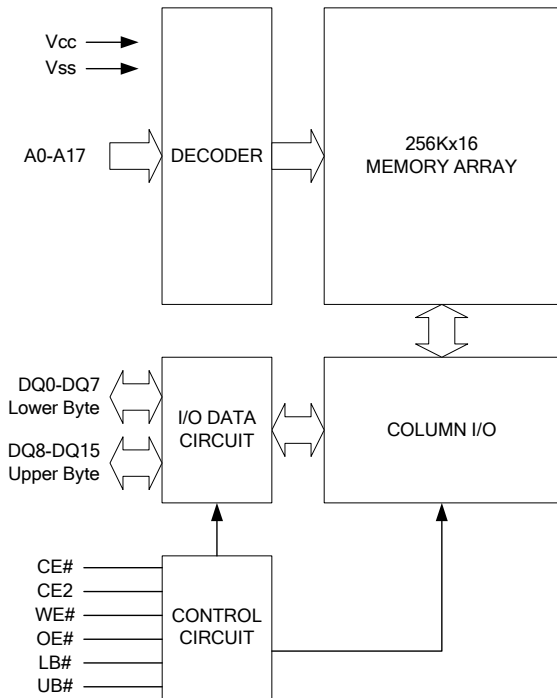 Vcc
Vss
A0-A17
DECODER
256Kx16
MEMORY ARRAY
DQ0-DQ7
Lower Byte
DQ8-DQ15
Upper Byte
I/O DATA
CIRCUIT
COLUMN I/O
CE#
CE2
WE#
OE#
LB#
UB#
CONTROL
CIRCUIT